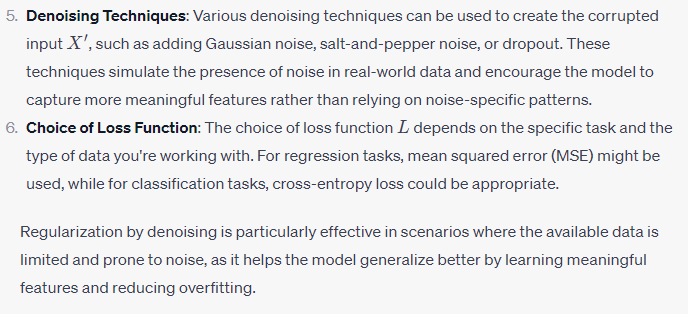 5. Denoising Techniques: Various denoising techniques can be used to create the corrupted
input X′, such as adding Gaussian noise, salt-and-pepper noise, or dropout. These
techniques simulate the presence of noise in real-world data and encourage the model to
capture more meaningful features rather than relying on noise-specific patterns.
6. Choice of Loss Function: The choice of loss function L depends on the specific task and the
type of data you're working with. For regression tasks, mean squared error (MSE) might be
used, while for classification tasks, cross-entropy loss could be appropriate.
Regularization by denoising is particularly effective in scenarios where the available data is
limited and prone to noise, as it helps the model generalize better by learning meaningful
features and reducing overfitting.